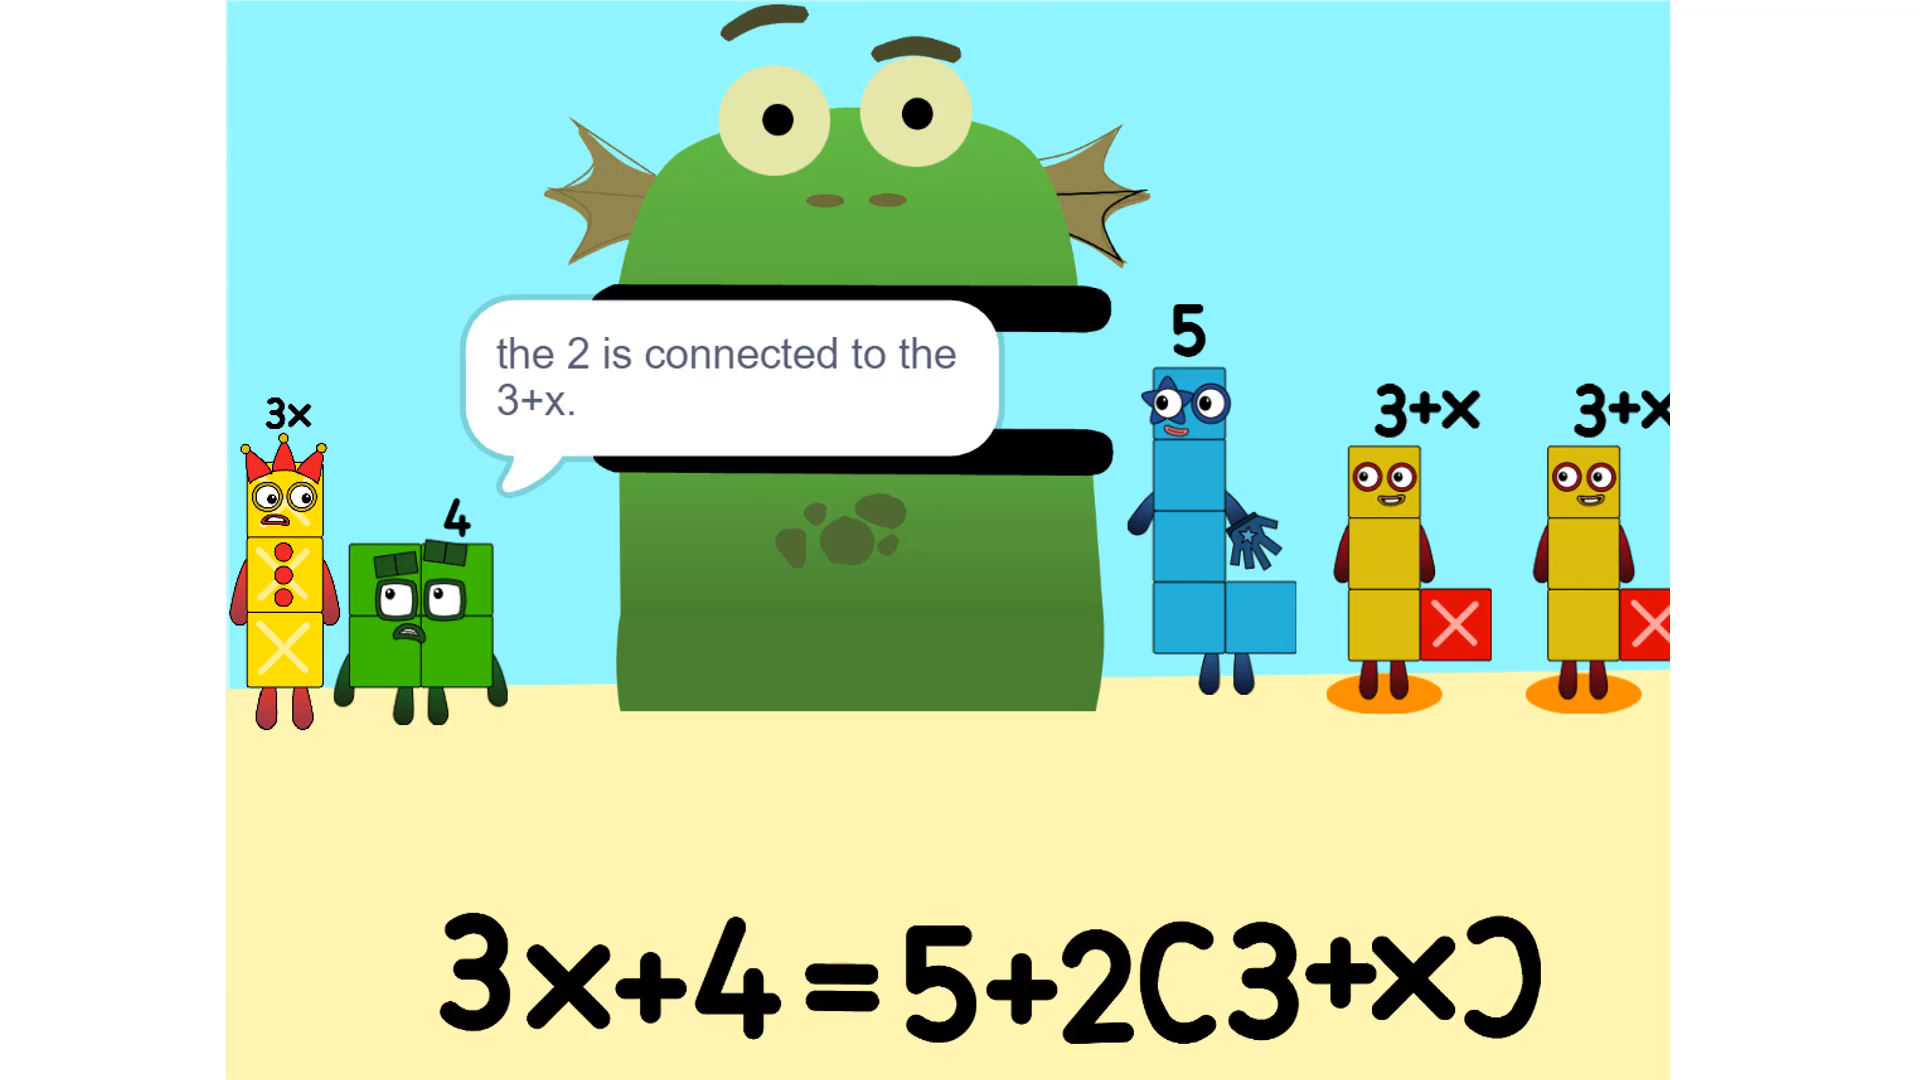 5
3+x
3+x
the 2 is connected to the
3+x.
3x
4
3x+4=5+2(3+x)